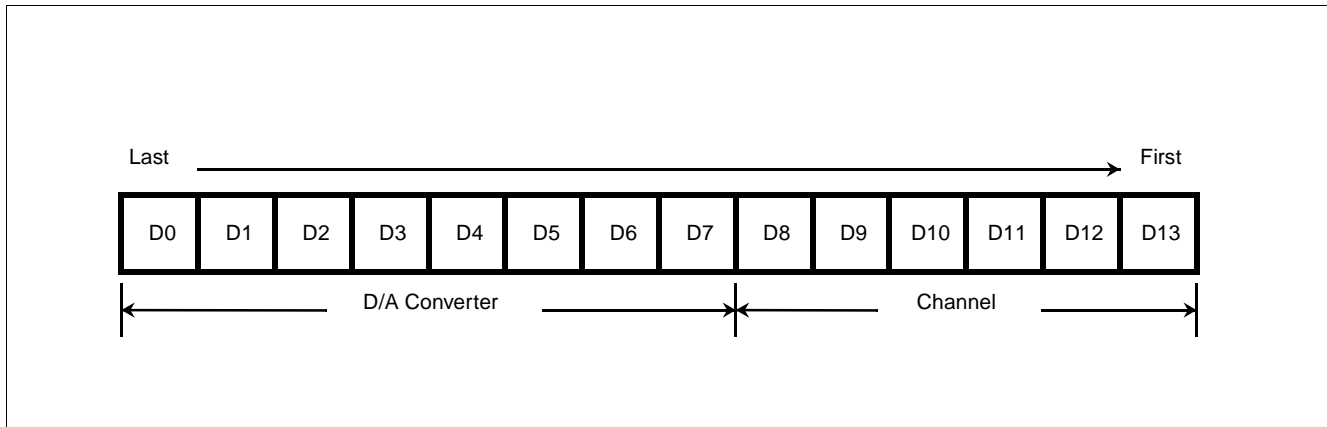 Last First
D0 D1 D2 D3 D4 D5 D6 D7 D8 D9 D10 D11 D12 D13
D/A Converter Channel